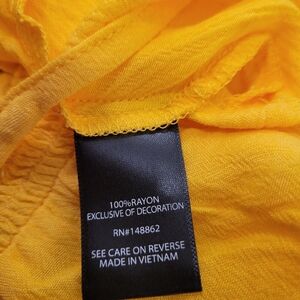 100%RAYON
EXCLUSIVE OF DECORATION
RN#148862
SEE CARE ON REVERSE
MADE IN VIETNAM